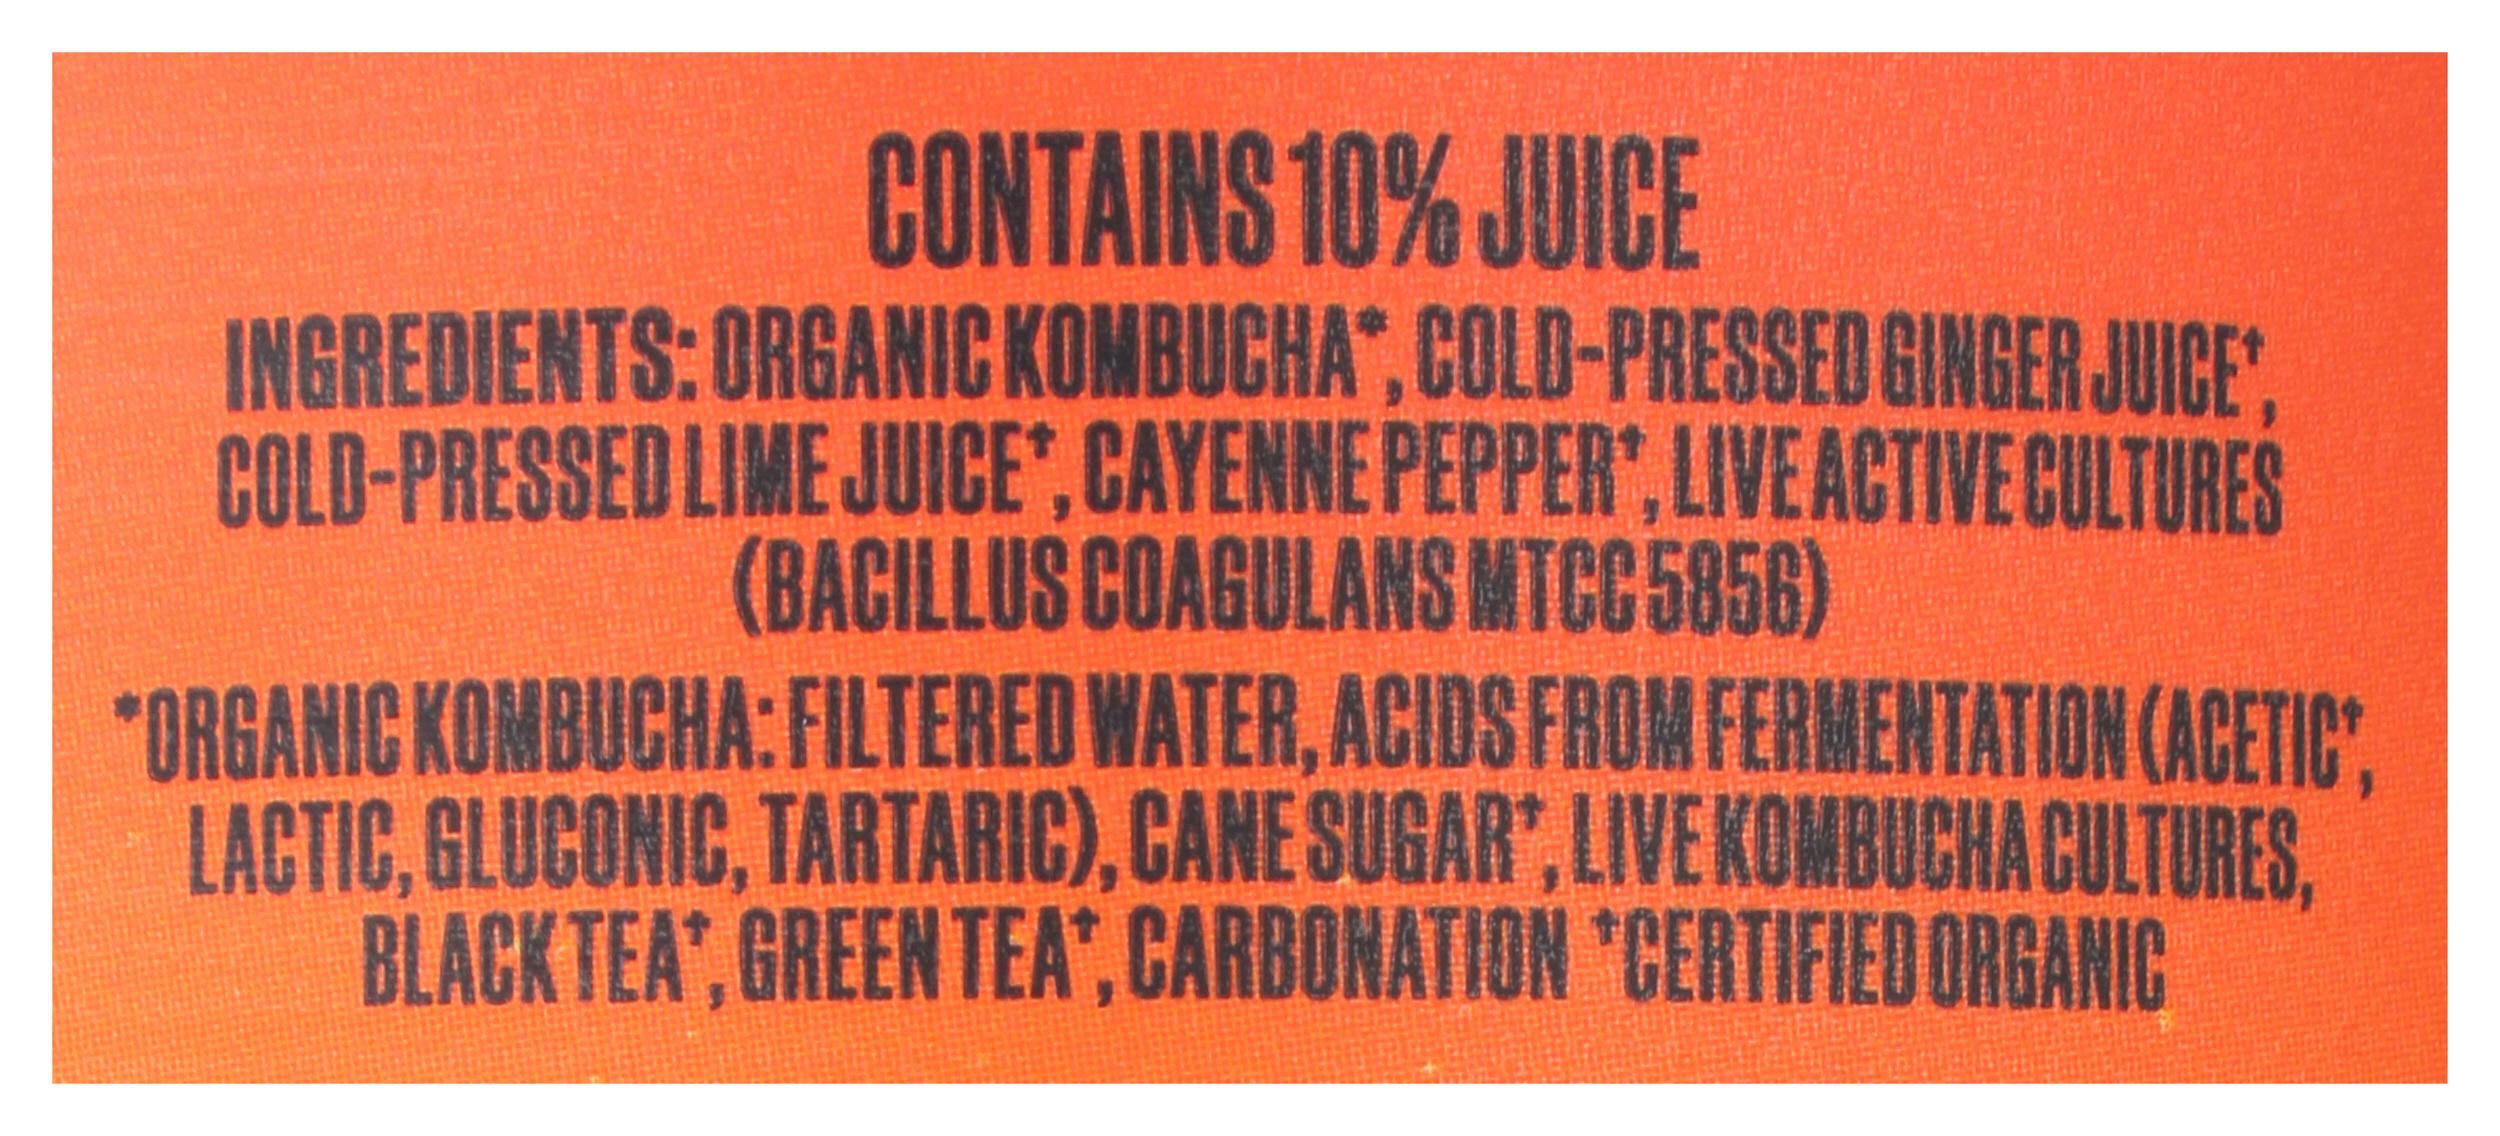 CONTAINS 10% JUICE
INGREDIENTS: ORGANIC KOMBUCHA*, COLD-PRESSED GINGER JUICE†,
COLD-PRESSED LIME JUICE†, CAYENNE PEPPER†, LIVE ACTIVE CULTURES
(BACILLUS COAGULANS MTCC 5856)
*ORGANIC KOMBUCHA: FILTERED WATER, ACIDS FROM FERMENTATION (ACETIC†,
LACTIC, GLUCONIC, TARTARIC), CANE SUGAR†, LIVE KOMBUCHA CULTURES,
BLACK TEA†, GREEN TEA†, CARBONATION †CERTIFIED ORGANIC